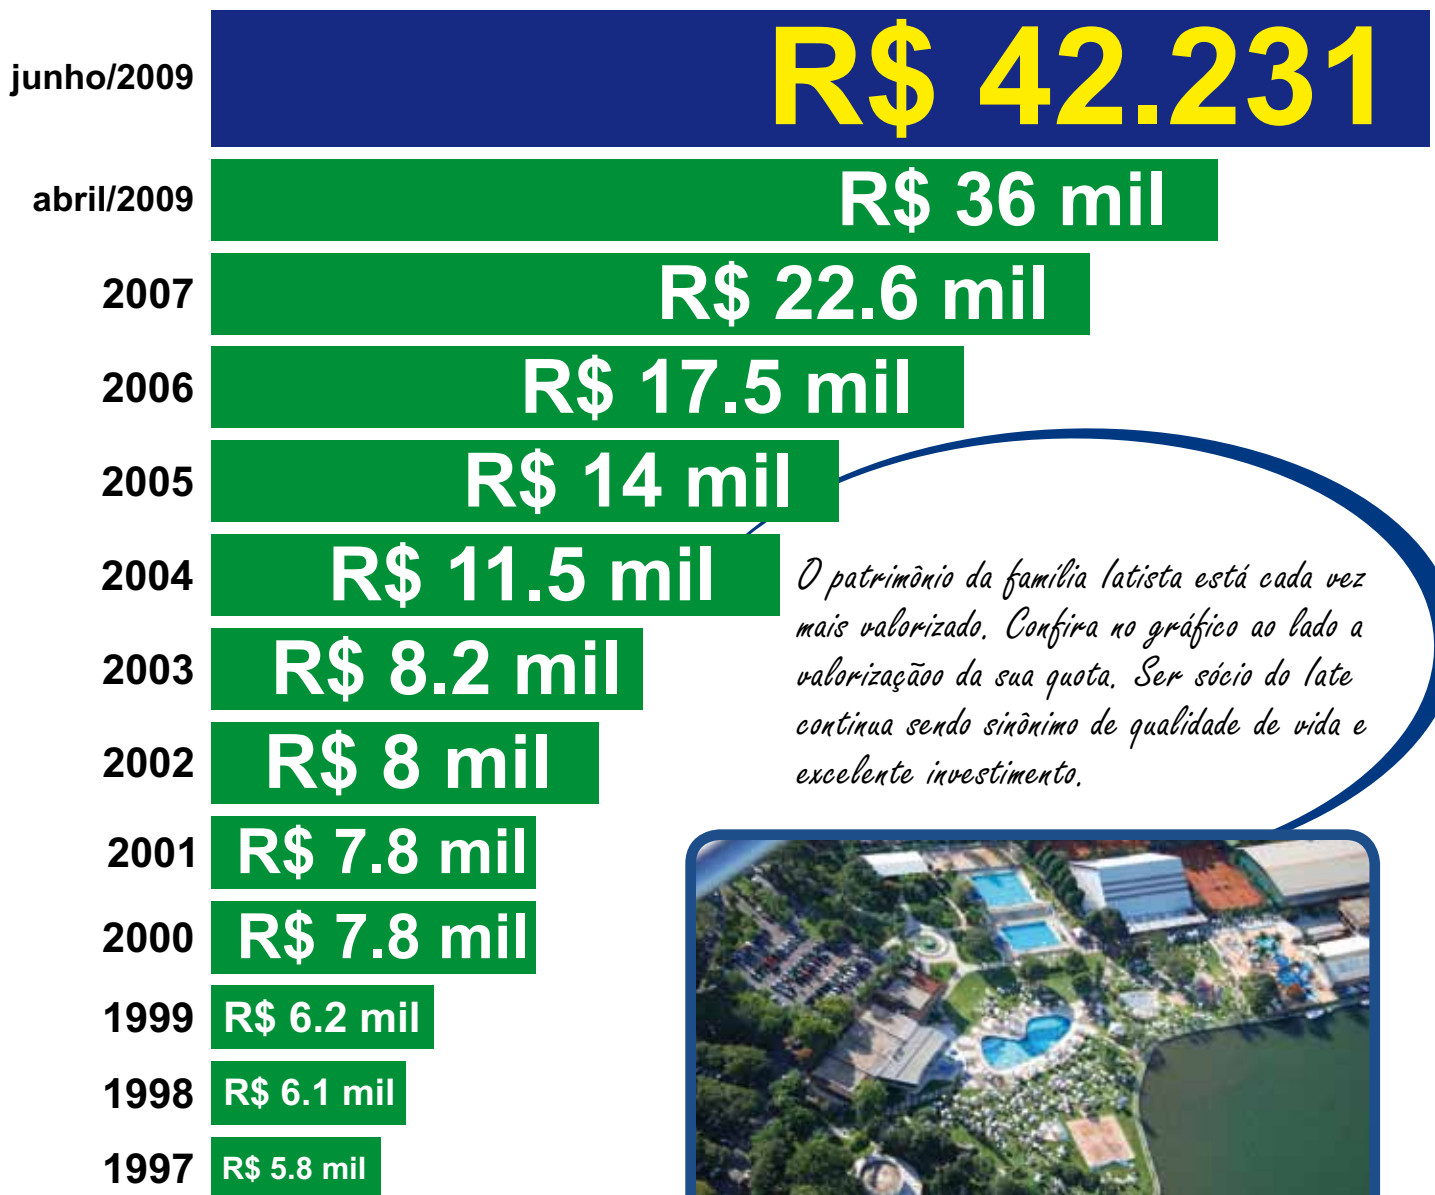 junho/2009 R$ 42.231
abril/2009 R$ 36 mil
2007 R$ 22.6 mil
2006 R$ 17.5 mil
2005 R$ 14 mil
2004 R$ 11.5 mil
2003 R$ 8.2 mil
2002 R$ 8 mil
2001 R$ 7.8 mil
2000 R$ 7.8 mil
1999 R$ 6.2 mil
1998 R$ 6.1 mil
1997 R$ 5.8 mil
O patrimônio da família Iatista está cada vez
mais valorizado. Confira no gráfico ao lado a
valorizaçãoo da sua quota. Ser sócio do Iate
continua sendo sinônimo de qualidade de vida e
excelente investimento.